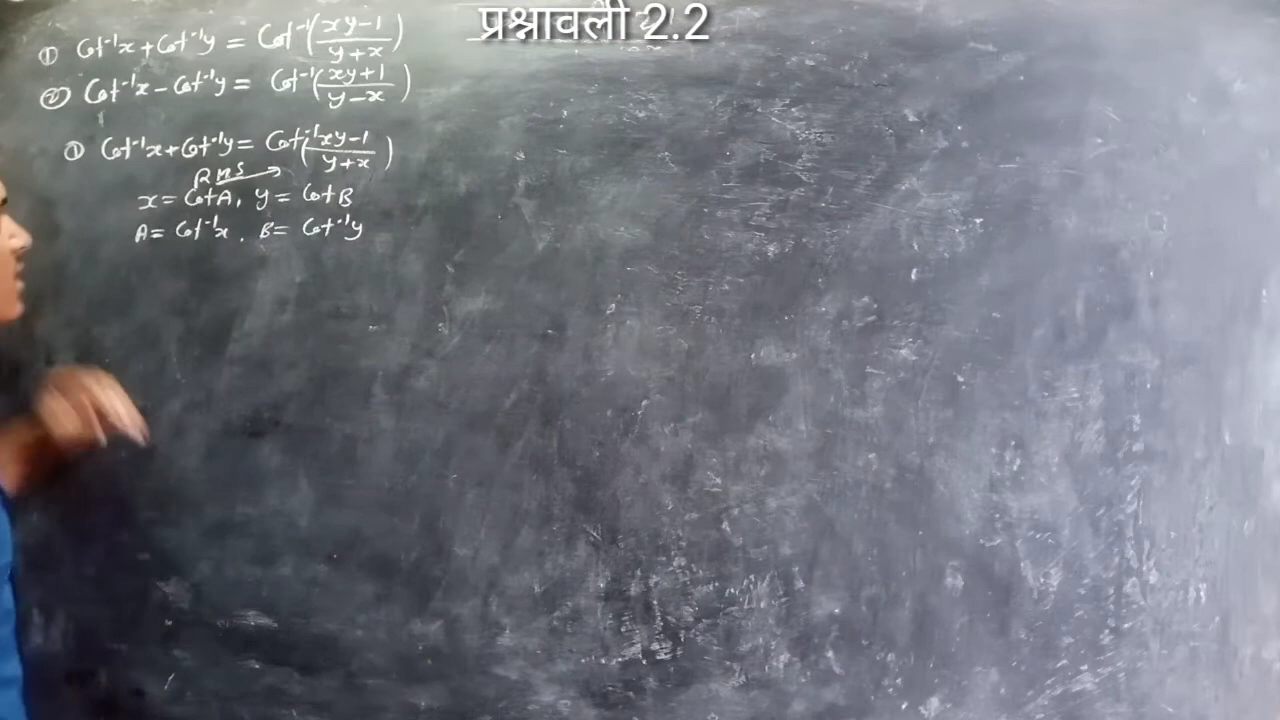 प्रश्नावली 2.2
① Cot⁻¹x + Cot⁻¹y = Cot⁻¹(xy-1/y+x)
② Cot⁻¹x - Cot⁻¹y = Cot⁻¹(xy+1/y-x)
① Cot⁻¹x + Cot⁻¹y = Cot⁻¹(xy-1/y+x)
RHS
x = CotA, y = CotB
A = Cot⁻¹x, B = Cot⁻¹y